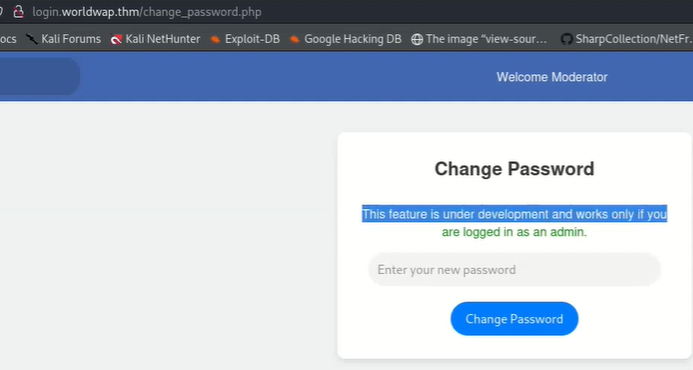 login.worldwap.thm/change_password.php
ocs Kali Forums Kali NetHunter Exploit-DB Google Hacking DB The image "view-sour... SharpCollection/NetFr.
Welcome Moderator
Change Password
This feature is under development and works only if you
are logged in as an admin.
Enter your new password
Change Password